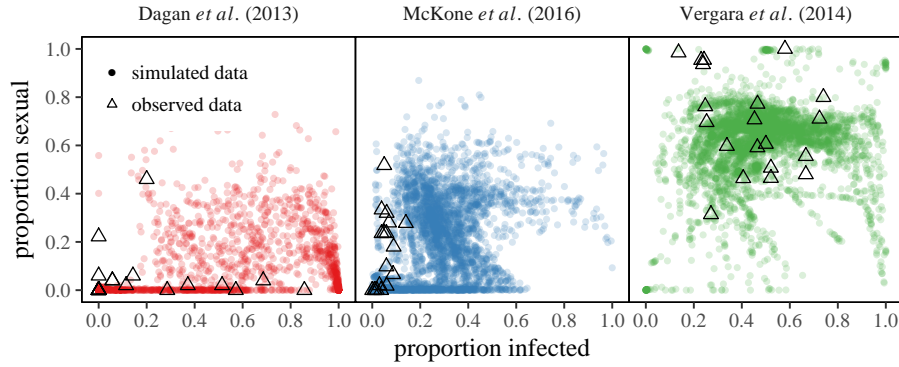 Dagan et al. (2013)
McKone et al. (2016)
Vergara et al. (2014)
proportion sexual
1.0
0.8
0.6
0.4
0.2
0.0
simulated data
observed data
0.0 0.2 0.4 0.6 0.8 1.0
0.0 0.2 0.4 0.6 0.8 1.0
0.0 0.2 0.4 0.6 0.8 1.0
proportion infected